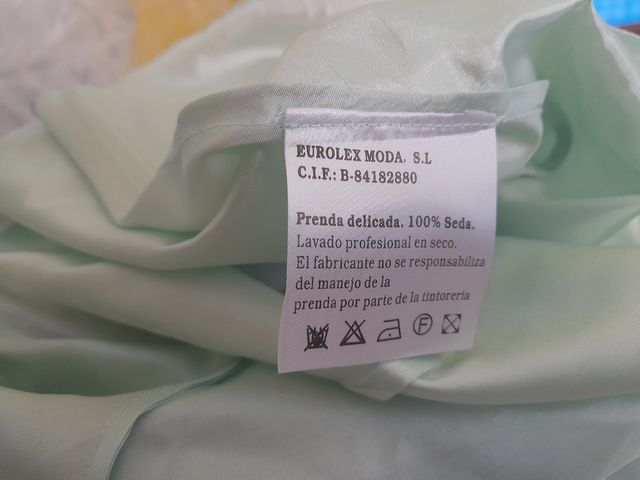 EUROLEX MODA, S.L
C.I.F.: B-84182880
Prenda delicada. 100% Seda.
Lavado profesional en seco.
El fabricante no se responsabiliza
del manejo de la
prenda por parte de la tintorería
F